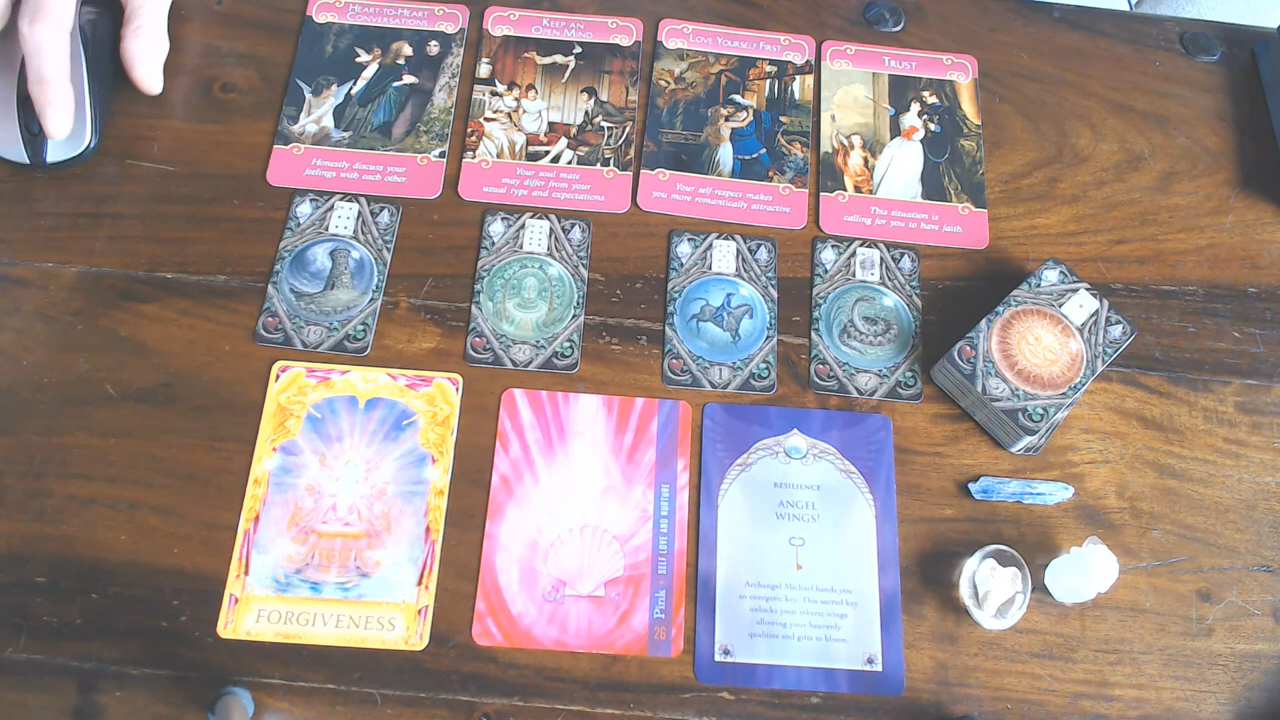 HEART-TO-HEART
CONVERSATIONS
Honestly discuss your
feelings with each other.
KEEP AN
OPEN MIND
Your soul mate
may differ from your
usual type and expectations.
LOVE YOURSELF FIRST
Your self-respect makes
you more romantically attractive.
TRUST
This situation is
calling for you to have faith.
19
20
1
7
FORGIVENESS
26 Pink • SELF LOVE AND NURTURE
RESILIENCE
ANGEL
WINGS!
Archangel Michael hands you
an energetic key. This sacred key
unlocks your etheric wings
allowing your heavenly
qualities and gifts to bloom.